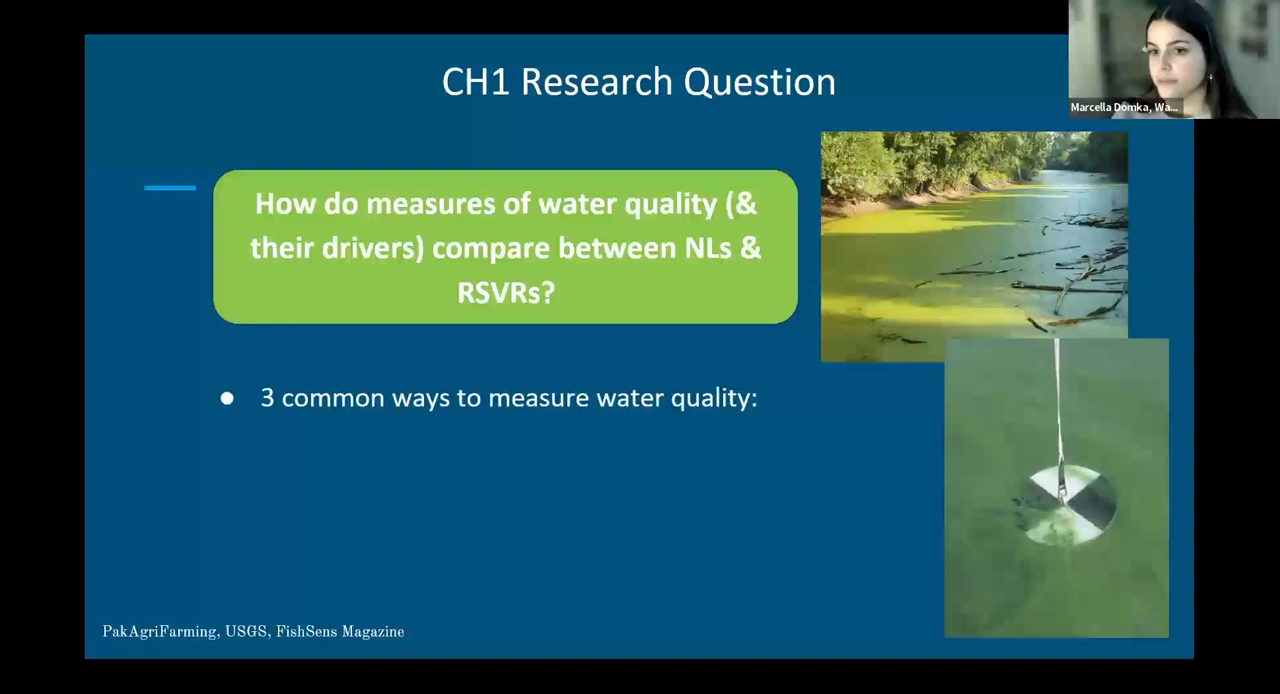 CH1 Research Question
Marcella Domka, Wa...
How do measures of water quality (&
their drivers) compare between NLs &
RSVRs?
● 3 common ways to measure water quality:
PakAgriFarming, USGS, FishSens Magazine